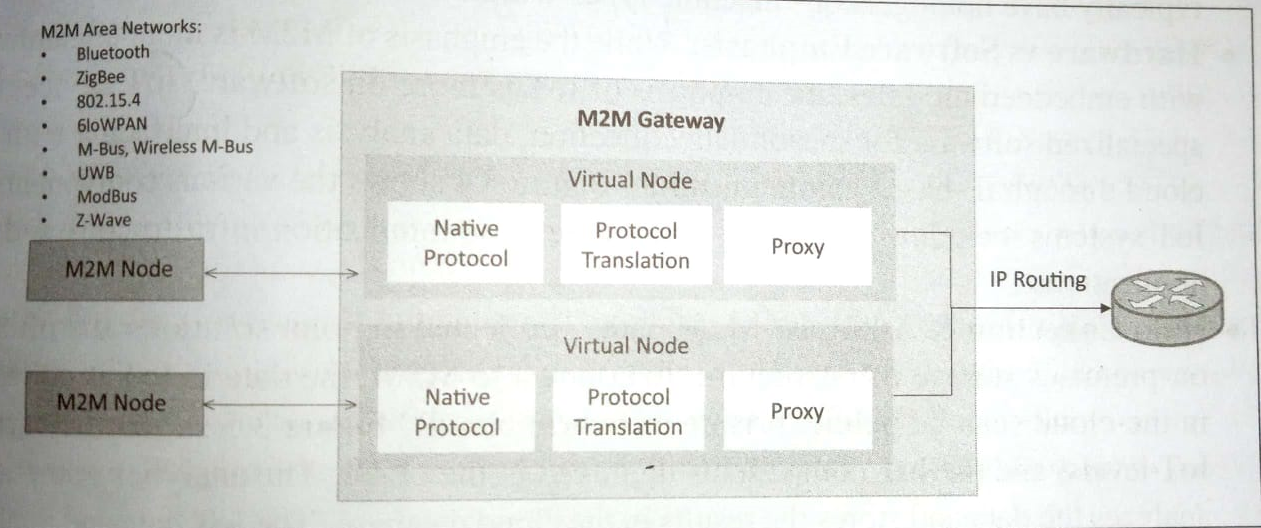 M2M Area Networks:
• Bluetooth
• ZigBee
• 802.15.4
• 6loWPAN
• M-Bus, Wireless M-Bus
• UWB
• ModBus
• Z-Wave
M2M Gateway
Virtual Node
Native
Protocol
Protocol
Translation
Proxy
M2M Node
IP Routing
Virtual Node
Native
Protocol
Protocol
Translation
Proxy
M2M Node